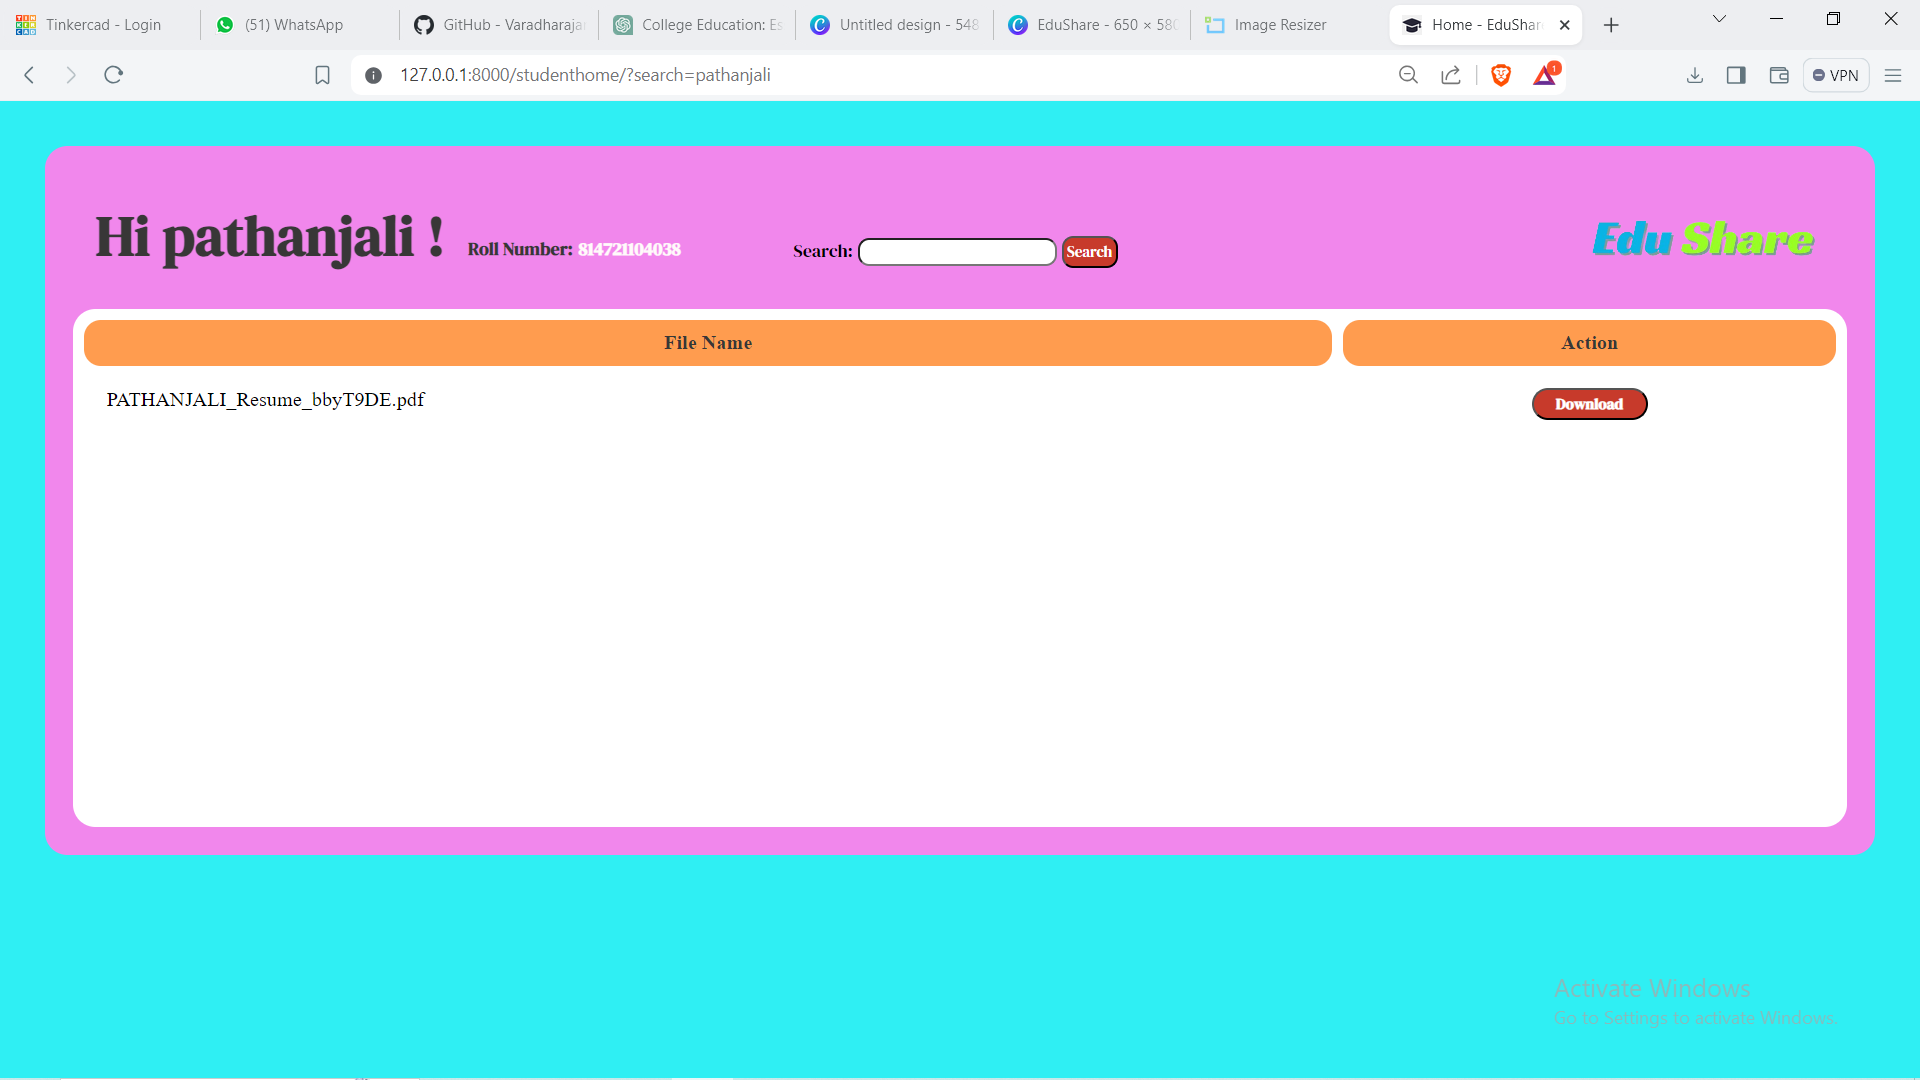 Tinkercad - Login
(51) WhatsApp
GitHub - Varadharaja
College Education: Es
Untitled design - 548
EduShare - 650 × 580
Image Resizer
Home - EduShar
127.0.0.1:8000/studenthome/?search=pathanjali
1
VPN
Hi pathanjali !
Roll Number: 814721104038
Search:
Search
Edu Share
File Name
Action
PATHANJALI_Resume_bbyT9DE.pdf
Download
Activate Windows
Go to Settings to activate Windows.